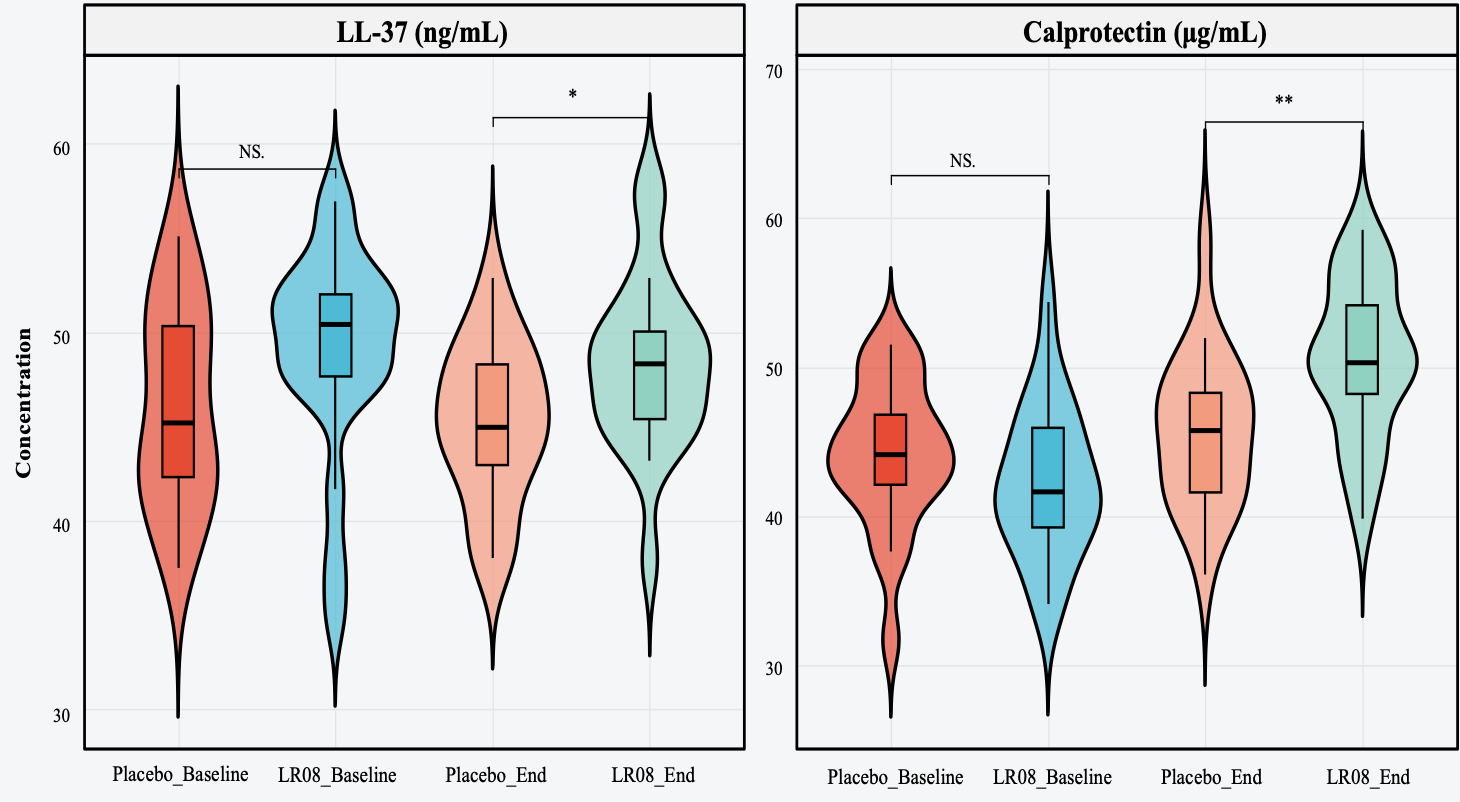 LL-37 (ng/mL)
Calprotectin (µg/mL)
Concentration
60
50
40
30
NS.
*
70
60
50
40
30
NS.
**
Placebo_Baseline
LR08_Baseline
Placebo_End
LR08_End
Placebo_Baseline
LR08_Baseline
Placebo_End
LR08_End